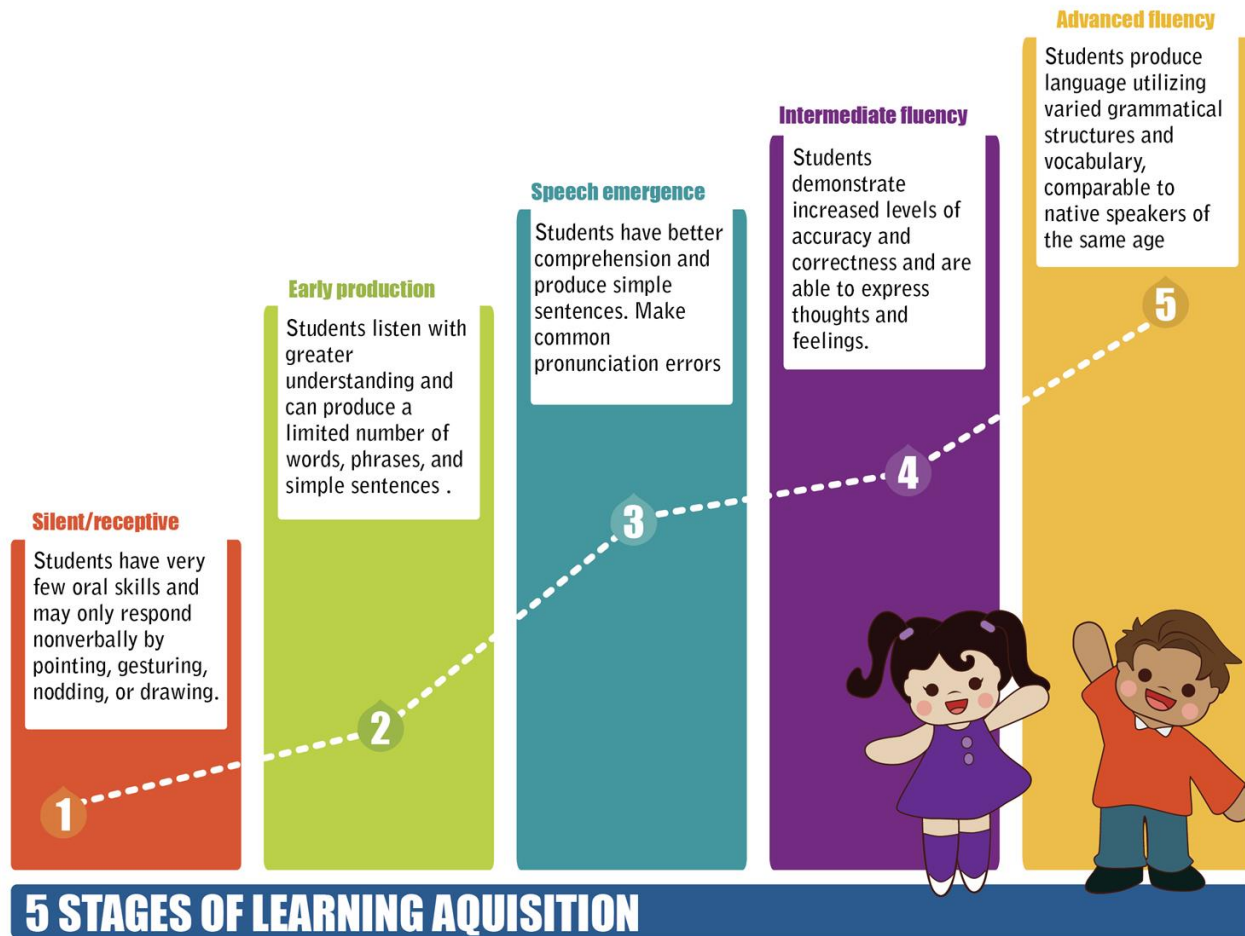 Silent/receptive
Students have very
few oral skills and
may only respond
nonverbally by
pointing, gesturing,
nodding, or drawing.
1
Early production
Students listen with
greater
understanding and
can produce a
limited number of
words, phrases, and
simple sentences .
2
Speech emergence
Students have better
comprehension and
produce simple
sentences. Make
common
pronunciation errors
3
Intermediate fluency
Students
demonstrate
increased levels of
accuracy and
correctness and are
able to express
thoughts and
feelings.
4
Advanced fluency
Students produce
language utilizing
varied grammatical
structures and
vocabulary,
comparable to
native speakers of
the same age
5
5 STAGES OF LEARNING AQUISITION